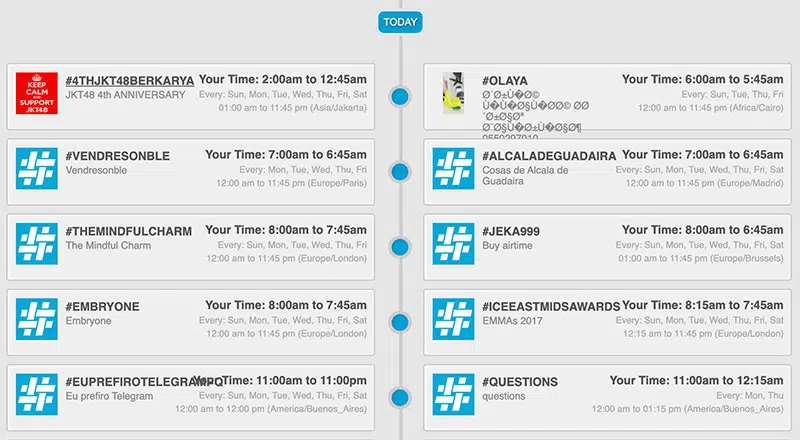 TODAY
#4THJKT48BERKARYA Your Time: 2:00am to 12:45am
JKT48 4th ANNIVERSARY Every: Sun, Mon, Tue, Wed, Thu, Fri, Sat
01:00 am to 11:45 pm (Asia/Jakarta)
KEEP
CALM
AND
SUPPORT
JKT48
#OLAYA Your Time: 6:00am to 5:45am
Every: Sun, Mon, Tue, Thu, Fri
12:00 am to 11:45 pm (Africa/Cairo)
#VENDRESONBLE Your Time: 7:00am to 6:45am
Vendresonble Every: Mon, Tue, Wed, Thu, Fri
12:00 am to 11:45 pm (Europe/Paris)
#ALCALADEGUADAIRA Your Time: 7:00am to 6:45am
Cosas de Alcala de Every: Sun, Mon, Tue, Wed, Thu, Fri, Sat
Guadaira 12:00 am to 11:45 pm (Europe/Madrid)
#THEMINDFULCHARM Your Time: 8:00am to 7:45am
The Mindful Charm Every: Sun, Mon, Tue, Wed, Thu, Fri
12:00 am to 11:45 pm (Europe/London)
#JEKA999 Your Time: 8:00am to 6:45am
Buy airtime Every: Sun, Mon, Tue, Wed, Thu, Fri, Sat
01:00 am to 11:45 pm (Europe/Brussels)
#EMBRYONE Your Time: 8:00am to 7:45am
Embryone Every: Sun, Mon, Tue, Wed, Thu, Fri, Sat
12:00 am to 11:45 pm (Europe/London)
#ICEEASTMIDSAWARDS Your Time: 8:15am to 7:45am
EMMAs 2017 Every: Sun, Mon, Tue, Wed, Thu, Fri, Sat
12:15 am to 11:45 pm (Europe/London)
#EUPREFIROTELEGRAMPQ Your Time: 11:00am to 11:00pm
Eu prefiro Telegram Every: Sun, Mon, Tue, Wed, Thu, Fri, Sat
12:00 am to 12:00 pm (America/Buenos_Aires)
#QUESTIONS Your Time: 11:00am to 12:15am
questions Every: Mon, Thu
12:00 am to 01:15 pm (America/Buenos_Aires)